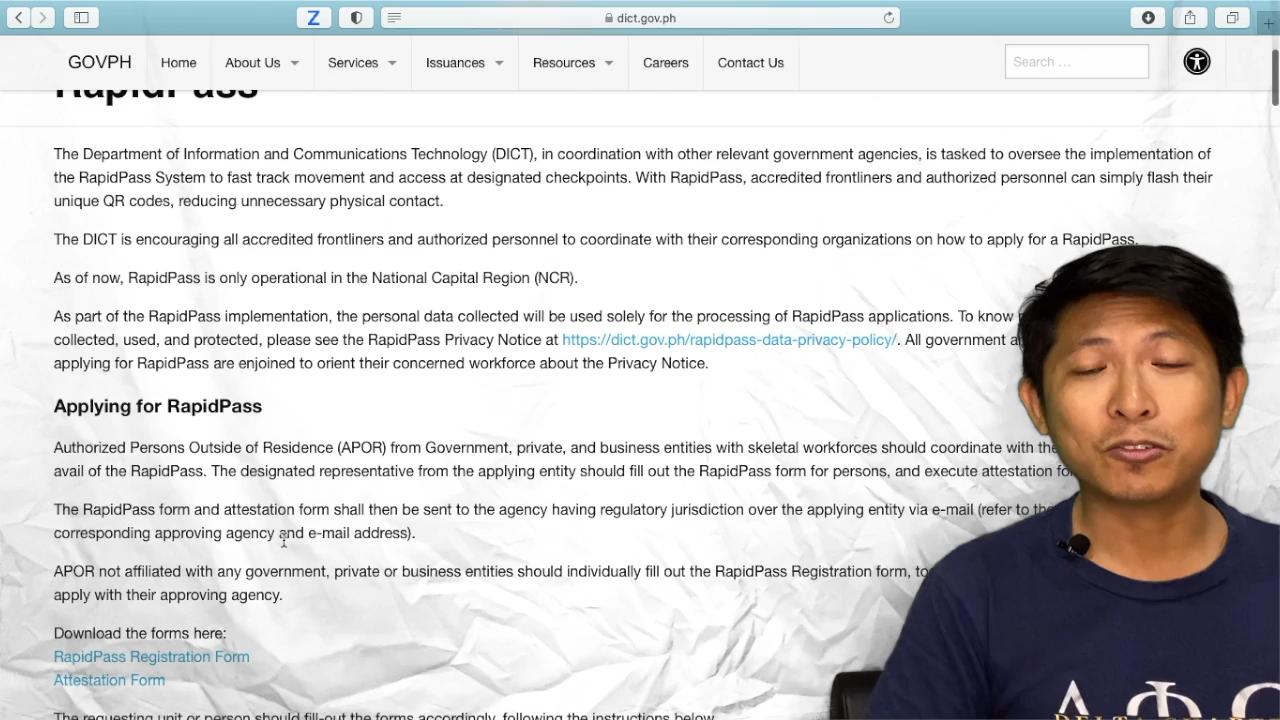 Z
dict.gov.ph
GOVPH Home About Us Services Issuances Resources Careers Contact Us Search …
RapidPass
The Department of Information and Communications Technology (DICT), in coordination with other relevant government agencies, is tasked to oversee the implementation of
the RapidPass System to fast track movement and access at designated checkpoints. With RapidPass, accredited frontliners and authorized personnel can simply flash their
unique QR codes, reducing unnecessary physical contact.
The DICT is encouraging all accredited frontliners and authorized personnel to coordinate with their corresponding organizations on how to apply for a RapidPass.
As of now, RapidPass is only operational in the National Capital Region (NCR).
As part of the RapidPass implementation, the personal data collected will be used solely for the processing of RapidPass applications. To know
collected, used, and protected, please see the RapidPass Privacy Notice at https://dict.gov.ph/rapidpass-data-privacy-policy/. All government
applying for RapidPass are enjoined to orient their concerned workforce about the Privacy Notice.
Applying for RapidPass
Authorized Persons Outside of Residence (APOR) from Government, private, and business entities with skeletal workforces should coordinate with the
avail of the RapidPass. The designated representative from the applying entity should fill out the RapidPass form for persons, and execute attestation
The RapidPass form and attestation form shall then be sent to the agency having regulatory jurisdiction over the applying entity via e-mail (refer to the
corresponding approving agency and e-mail address).
APOR not affiliated with any government, private or business entities should individually fill out the RapidPass Registration form,
apply with their approving agency.
Download the forms here:
RapidPass Registration Form
Attestation Form
The requesting unit or person should fill-out the forms accordingly, following the instructions below
ΑΦΩ